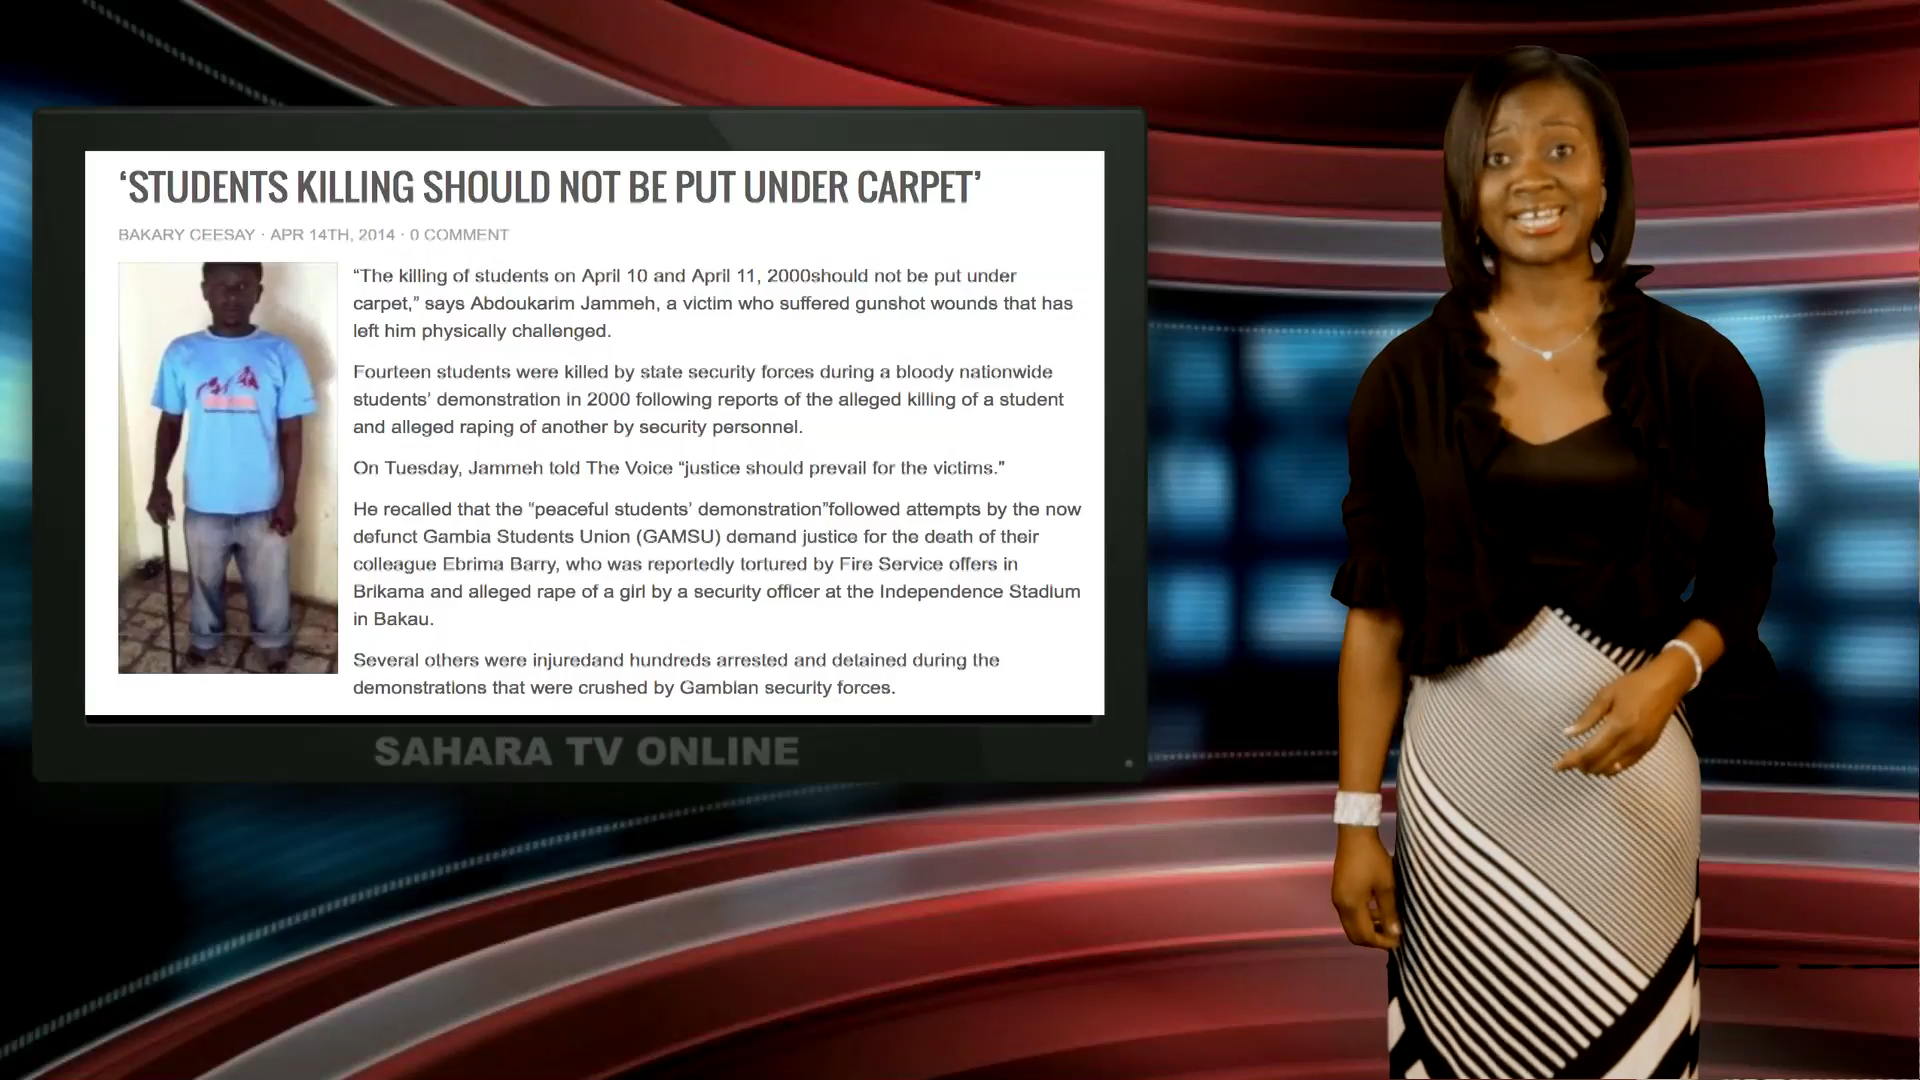 ‘STUDENTS KILLING SHOULD NOT BE PUT UNDER CARPET’
BAKARY CEESAY · APR 14TH, 2014 · 0 COMMENT
“The killing of students on April 10 and April 11, 2000should not be put under
carpet,” says Abdoukarim Jammeh, a victim who suffered gunshot wounds that has
left him physically challenged.
Fourteen students were killed by state security forces during a bloody nationwide
students’ demonstration in 2000 following reports of the alleged killing of a student
and alleged raping of another by security personnel.
On Tuesday, Jammeh told The Voice “justice should prevail for the victims.”
He recalled that the “peaceful students’ demonstration”followed attempts by the now
defunct Gambia Students Union (GAMSU) demand justice for the death of their
colleague Ebrima Barry, who was reportedly tortured by Fire Service offers in
Brikama and alleged rape of a girl by a security officer at the Independence Stadium
in Bakau.
Several others were injuredand hundreds arrested and detained during the
demonstrations that were crushed by Gambian security forces.
SAHARA TV ONLINE